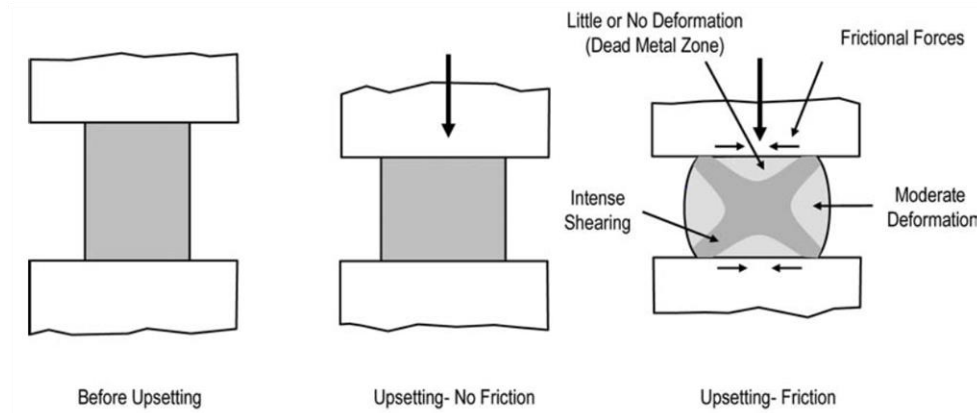 Little or No Deformation
(Dead Metal Zone)
Frictional Forces
Intense
Shearing
Moderate
Deformation
Before Upsetting
Upsetting- No Friction
Upsetting- Friction